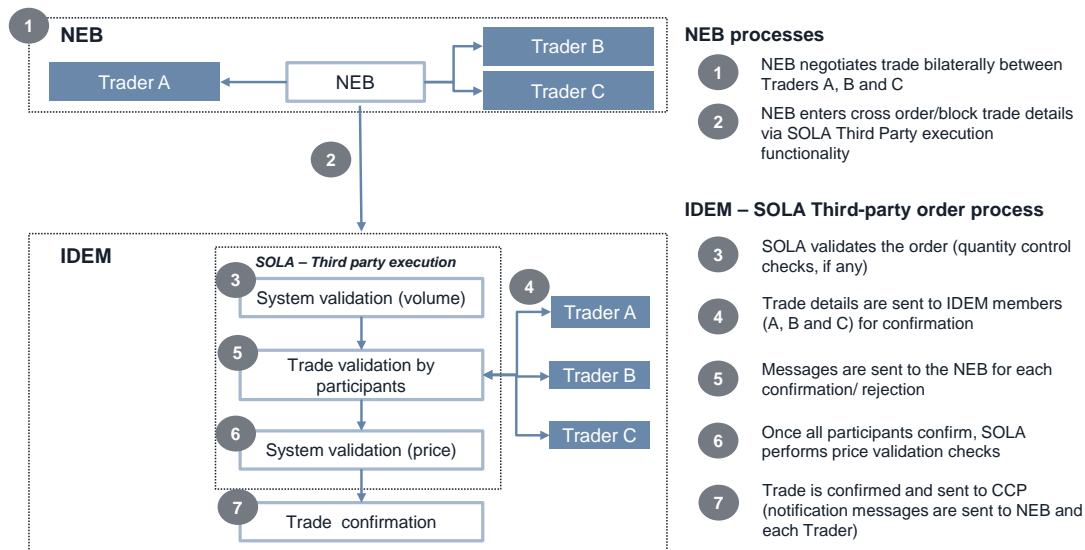 1
NEB
Trader A
NEB
Trader B
Trader C
2
IDEM
SOLA – Third party execution
3
System validation (volume)
4
Trader A
5
Trade validation by
participants
Trader B
6
System validation (price)
Trader C
7
Trade confirmation
NEB processes
1
NEB negotiates trade bilaterally between
Traders A, B and C
2
NEB enters cross order/block trade details
via SOLA Third Party execution
functionality
IDEM – SOLA Third-party order process
3
SOLA validates the order (quantity control
checks, if any)
4
Trade details are sent to IDEM members
(A, B and C) for confirmation
5
Messages are sent to the NEB for each
confirmation/ rejection
6
Once all participants confirm, SOLA
performs price validation checks
7
Trade is confirmed and sent to CCP
(notification messages are sent to NEB and
each Trader)